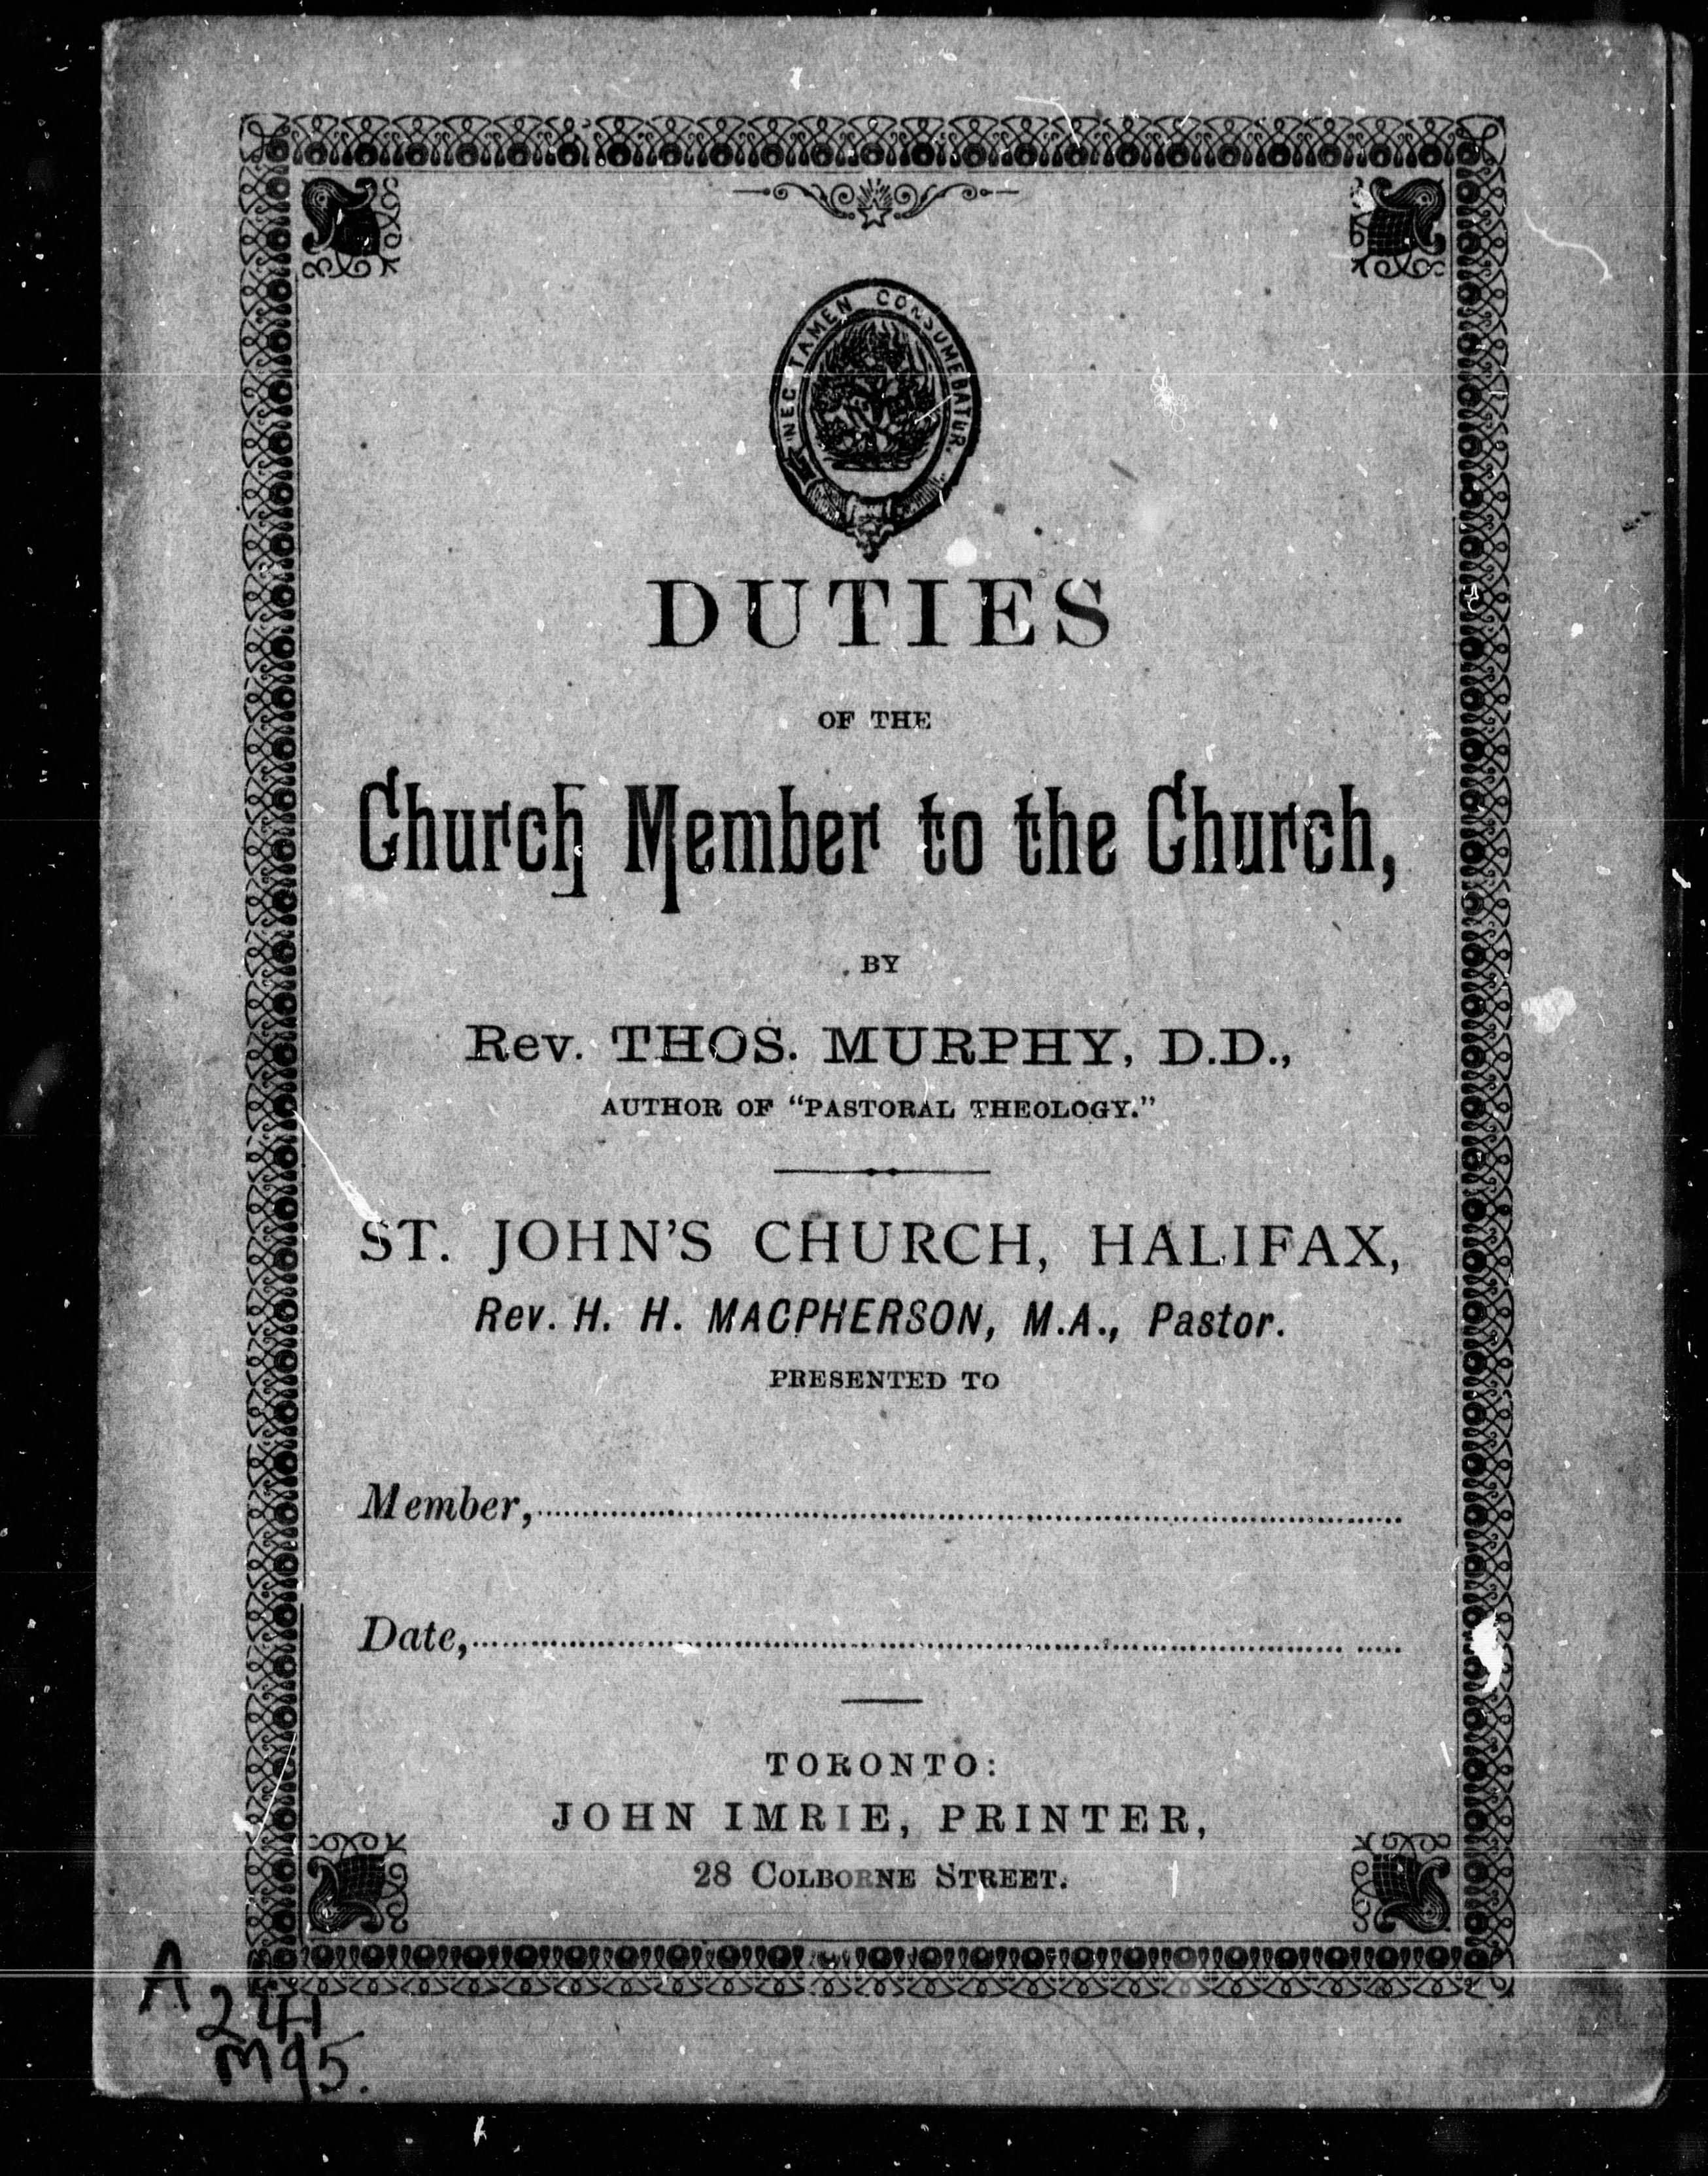 NEC TAMEN CONSUMEBATUR.
DUTIES
OF THE
Church Member to the Church,
BY
Rev. THOS. MURPHY, D.D.,
AUTHOR OF "PASTORAL THEOLOGY."
ST. JOHN'S CHURCH, HALIFAX,
Rev. H. H. MACPHERSON, M.A., Pastor.
PRESENTED TO
Member,
Date,
TORONTO:
JOHN IMRIE, PRINTER,
28 COLBORNE STREET.
A
241
M95.